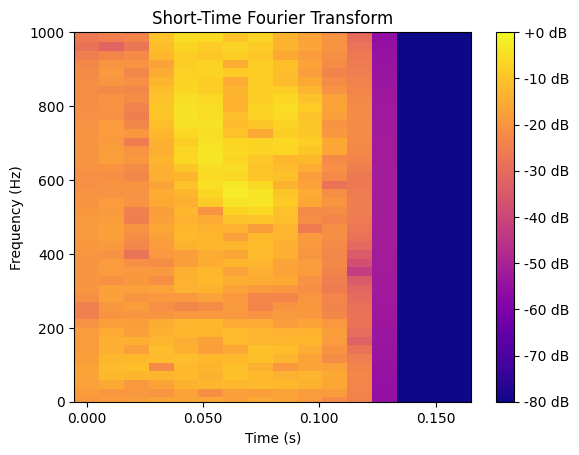 Short-Time Fourier Transform
Frequency (Hz)
1000
800
600
400
200
0
0.000
0.050
0.100
0.150
Time (s)
+0 dB
-10 dB
-20 dB
-30 dB
-40 dB
-50 dB
-60 dB
-70 dB
-80 dB